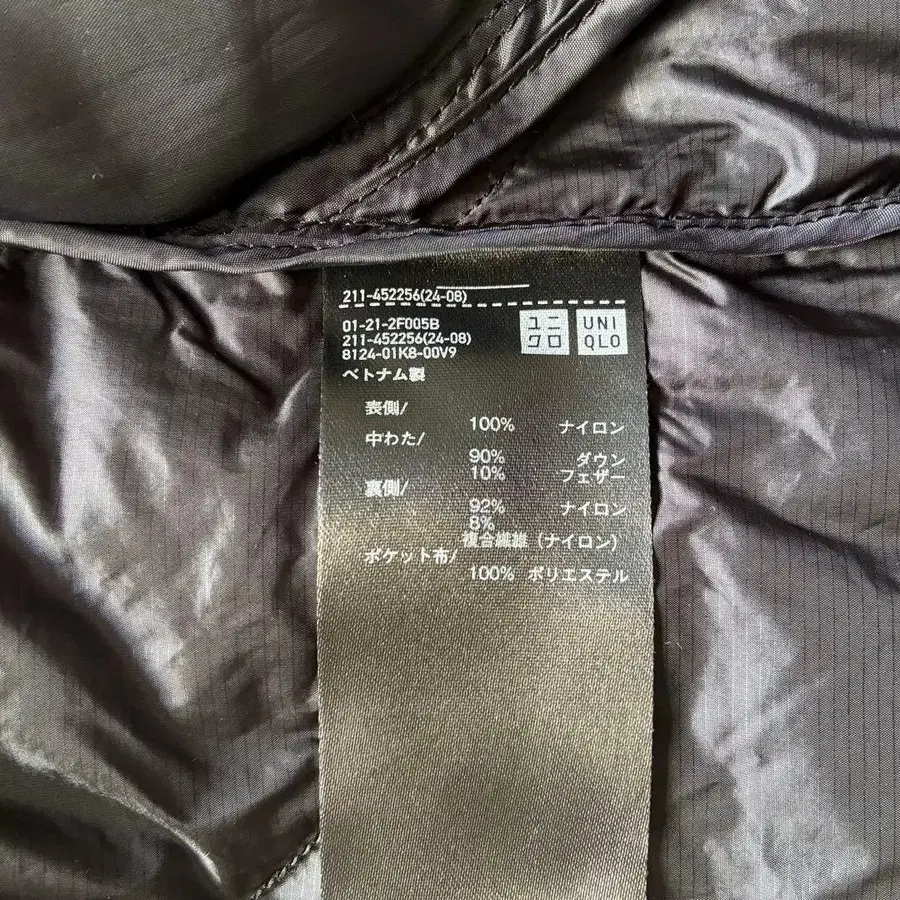 211-452256(24-08)
01-21-2F005B
211-452256(24-08)
8124-01K8-00V9
ユニ
クロ
UNI
QLO
ベトナム製
表側/
100% ナイロン
中わた/
90% ダウン
10% フェザー
裏側/
92% ナイロン
8%
複合繊維 (ナイロン)
ポケット布/
100% ポリエステル